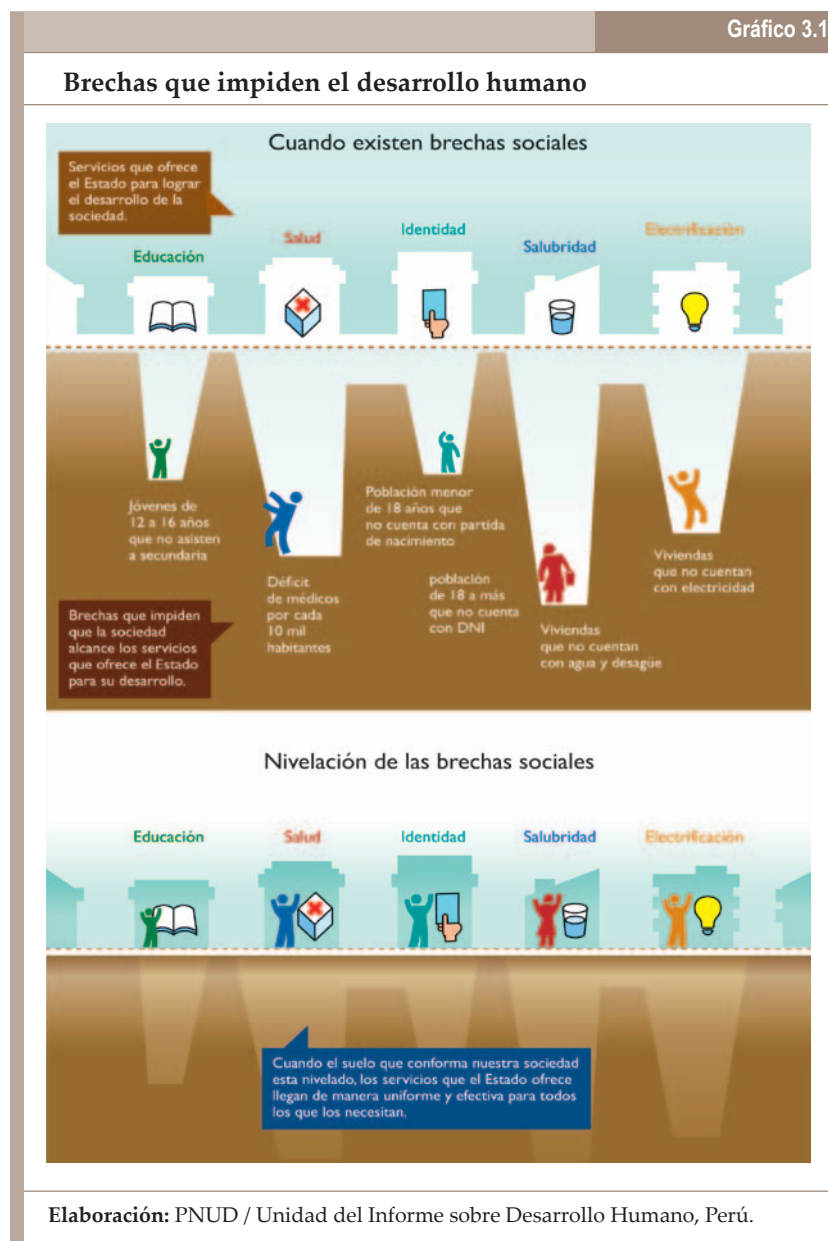 Gráfico 3.1
Brechas que impiden el desarrollo humano
Cuando existen brechas sociales
Servicios que ofrece
el Estado para lograr
el desarrollo de la
sociedad.
Educación
Salud
Identidad
Salubridad
Electrificación
Jóvenes de
12 a 16 años
que no asisten
a secundaria
Déficit
de médicos
por cada
10 mil
habitantes
Población menor
de 18 años que
no cuenta con partida
de nacimiento
población
de 18 a más
que no cuenta
con DNI
Viviendas
que no cuentan
con agua y desagüe
Viviendas
que no cuentan
con electricidad
Brechas que impiden
que la sociedad
alcance los servicios
que ofrece el Estado
para su desarrollo.
Nivelación de las brechas sociales
Educación
Salud
Identidad
Salubridad
Electrificación
Cuando el suelo que conforma nuestra sociedad
esta nivelado, los servicios que el Estado ofrece
llegan de manera uniforme y efectiva para todos
los que los necesitan.
Elaboración: PNUD / Unidad del Informe sobre Desarrollo Humano, Perú.